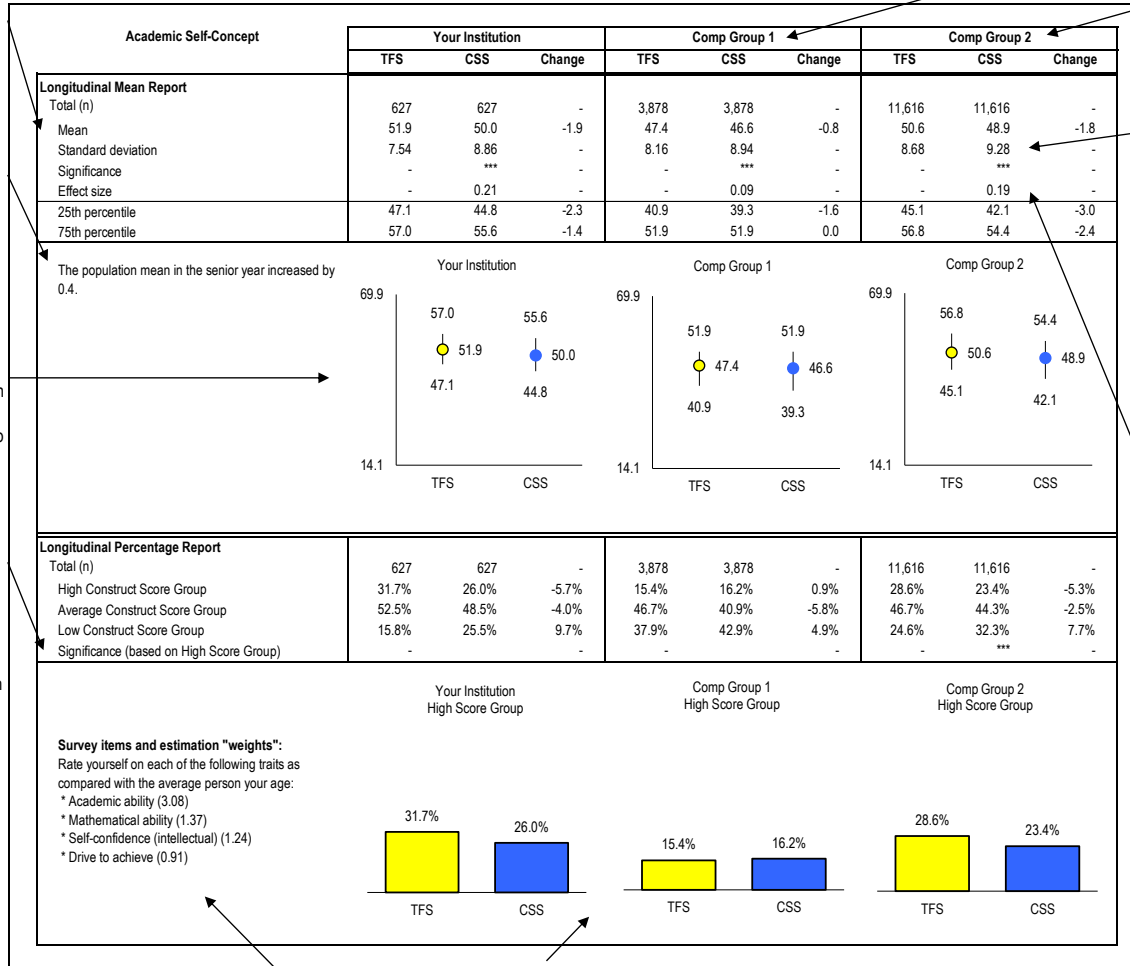 Academic Self-Concept Your Institution Comp Group 1 Comp Group 2
TFS CSS Change TFS CSS Change TFS CSS Change
Longitudinal Mean Report
Total (n) 627 627 - 3,878 3,878 - 11,616 11,616 -
Mean 51.9 50.0 -1.9 47.4 46.6 -0.8 50.6 48.9 -1.8
Standard deviation 7.54 8.86 - 8.16 8.94 - 8.68 9.28 -
Significance - *** - - *** - - *** -
Effect size - 0.21 - - 0.09 - - 0.19 -
25th percentile 47.1 44.8 -2.3 40.9 39.3 -1.6 45.1 42.1 -3.0
75th percentile 57.0 55.6 -1.4 51.9 51.9 0.0 56.8 54.4 -2.4
The population mean in the senior year increased by
0.4.
Your Institution
69.9
57.0 55.6
51.9 50.0
47.1 44.8
14.1
TFS CSS
Comp Group 1
69.9
51.9 51.9
47.4 46.6
40.9 39.3
14.1
TFS CSS
Comp Group 2
69.9
56.8 54.4
50.6 48.9
45.1 42.1
14.1
TFS CSS
Longitudinal Percentage Report
Total (n) 627 627 - 3,878 3,878 - 11,616 11,616 -
High Construct Score Group 31.7% 26.0% -5.7% 15.4% 16.2% 0.9% 28.6% 23.4% -5.3%
Average Construct Score Group 52.5% 48.5% -4.0% 46.7% 40.9% -5.8% 46.7% 44.3% -2.5%
Low Construct Score Group 15.8% 25.5% 9.7% 37.9% 42.9% 4.9% 24.6% 32.3% 7.7%
Significance (based on High Score Group) - - - - - *** -
Survey items and estimation "weights":
Rate yourself on each of the following traits as
compared with the average person your age:
* Academic ability (3.08)
* Mathematical ability (1.37)
* Self-confidence (intellectual) (1.24)
* Drive to achieve (0.91)
Your Institution
High Score Group
31.7% 26.0%
TFS CSS
Comp Group 1
High Score Group
15.4% 16.2%
TFS CSS
Comp Group 2
High Score Group
28.6% 23.4%
TFS CSS